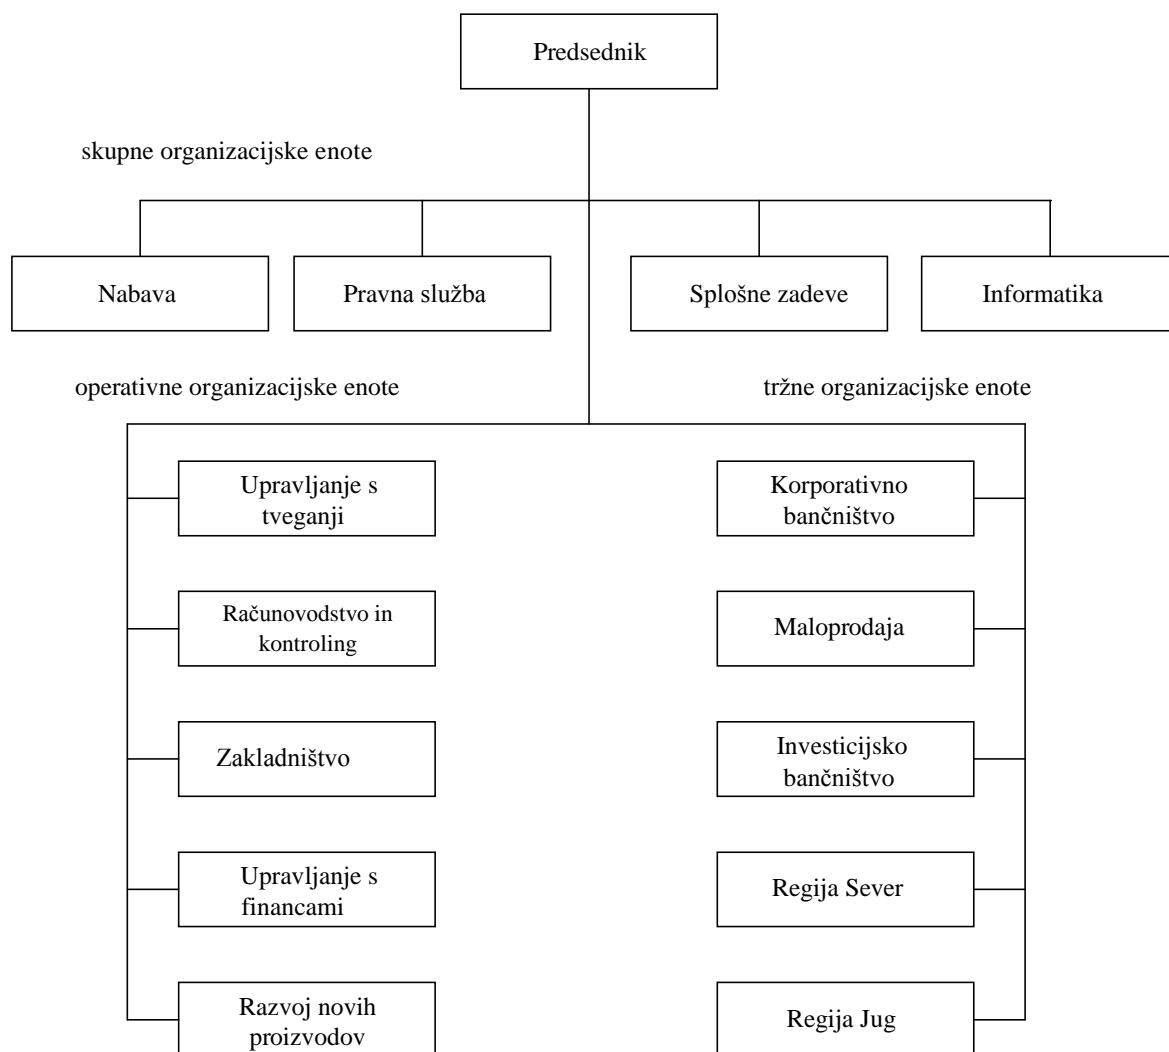 Predsednik
skupne organizacijske enote
Nabava
Pravna služba
Splošne zadeve
Informatika
operativne organizacijske enote
tržne organizacijske enote
Upravljanje s
tveganji
Računovodstvo in
kontroling
Zakladništvo
Upravljanje s
financami
Razvoj novih
proizvodov
Korporativno
bančništvo
Maloprodaja
Investicijsko
bančništvo
Regija Sever
Regija Jug